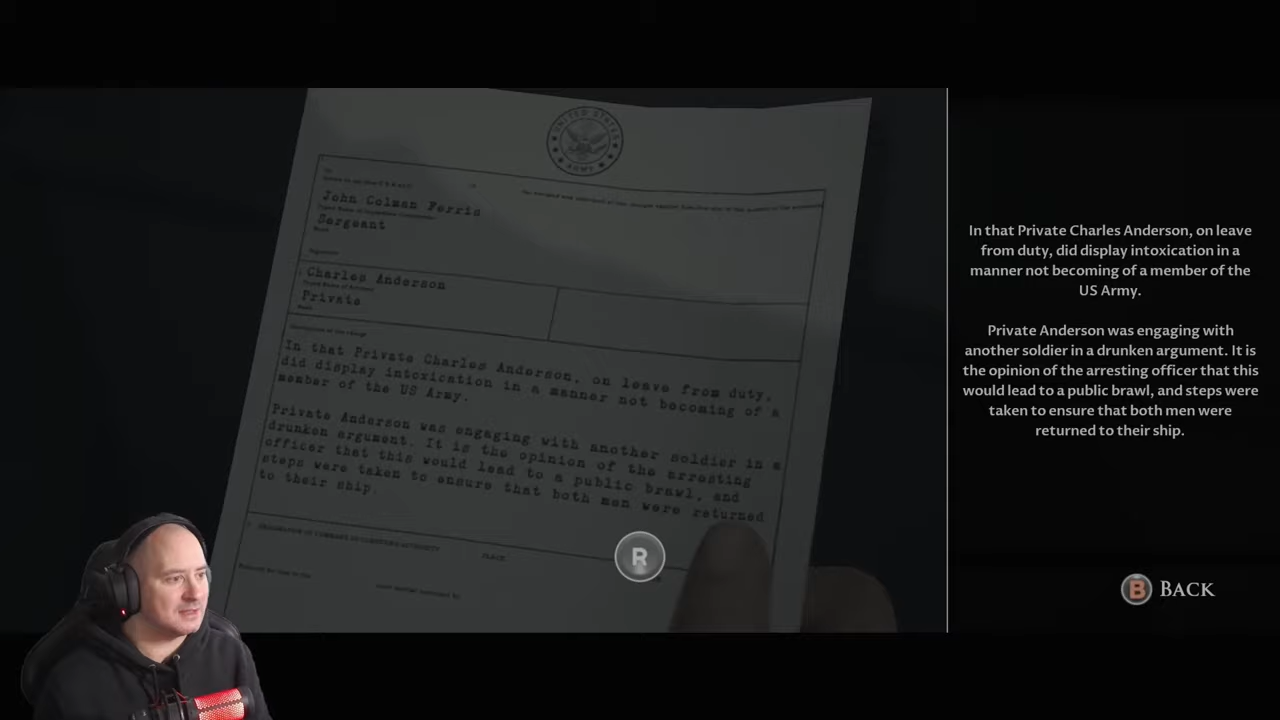 UNITED STATES
ARMY
John Colman Ferris
Sergeant
Charles Anderson
Private
In that Private Charles Anderson, on leave from duty,
did display intoxication in a manner not becoming of a
member of the US Army.
Private Anderson was engaging with another soldier in a
drunken argument. It is the opinion of the arresting
officer that this would lead to a public brawl, and
steps were taken to ensure that both men were returned
to their ship.
PLACE
R
In that Private Charles Anderson, on leave
from duty, did display intoxication in a
manner not becoming of a member of the
US Army.
Private Anderson was engaging with
another soldier in a drunken argument. It is
the opinion of the arresting officer that this
would lead to a public brawl, and steps were
taken to ensure that both men were
returned to their ship.
B BACK